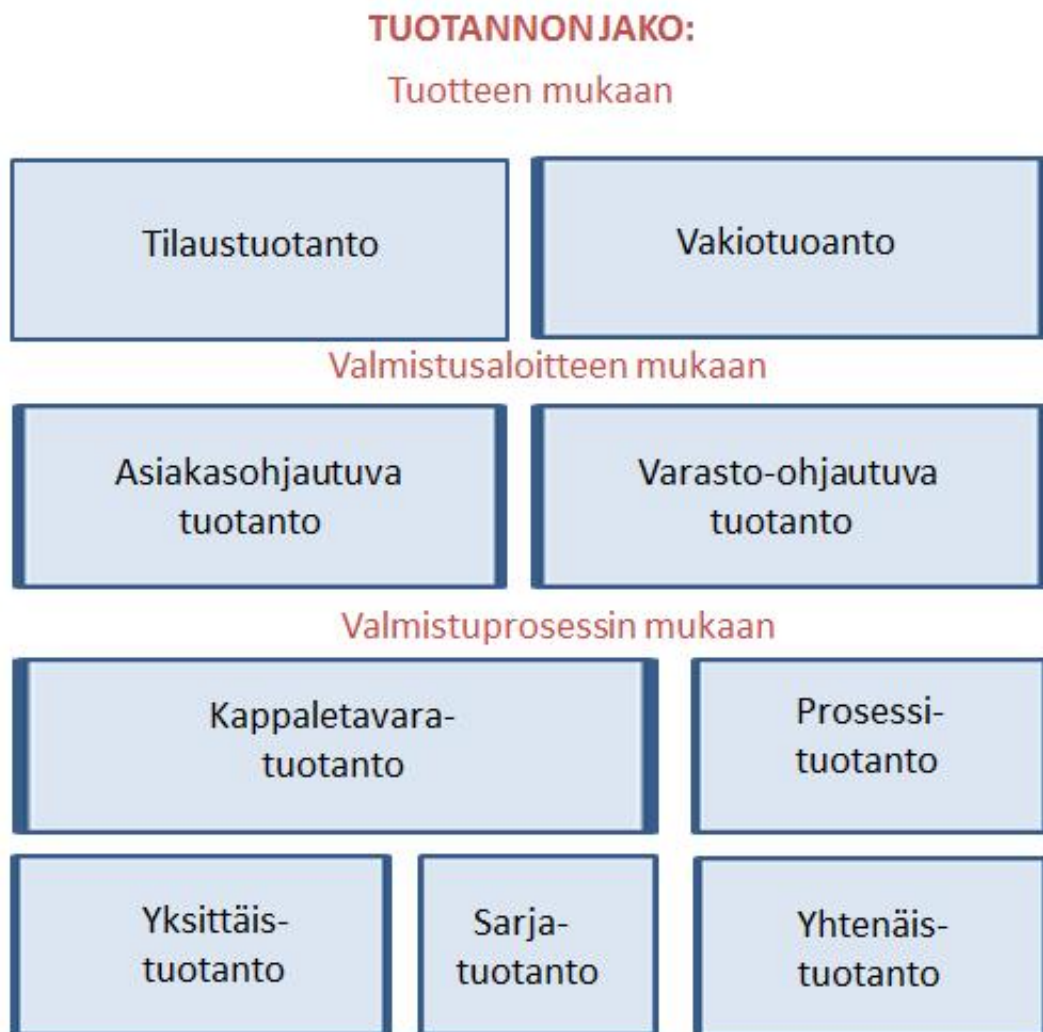 TUOTANNON JAKO:
Tuotteen mukaan
Tilaustuotanto
Vakiotuoanto
Valmistusaloitteen mukaan
Asiakasohjautuva
tuotanto
Varasto-ohjautuva
tuotanto
Valmistuprosessin mukaan
Kappaletavara-
tuotanto
Prosessi-
tuotanto
Yksittäis-
tuotanto
Sarja-
tuotanto
Yhtenäis-
tuotanto